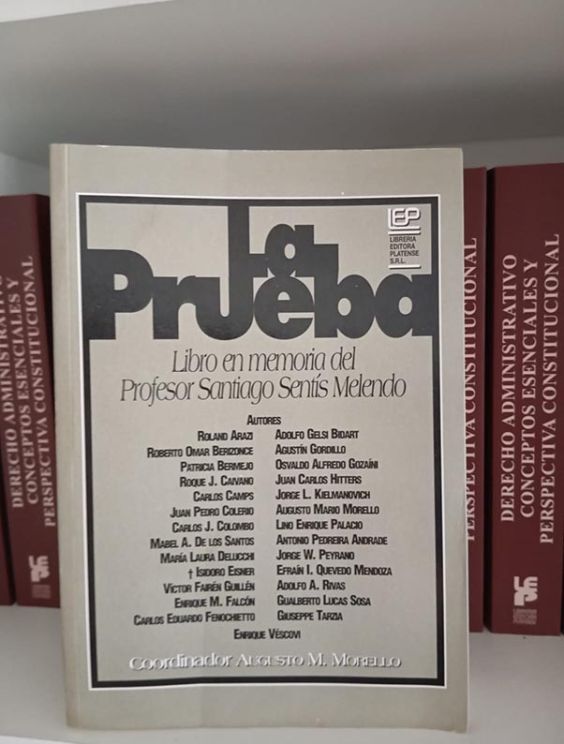 LEP
LIBRERIA
EDITORA
PLATENSE
S.R.L.
La
Prueba
Libro en memoria del
Profesor Santiago Sentís Melendo
AUTORES
ROLAND ARAZI
ROBERTO OMAR BERIZONCE
PATRICIA BERMEJO
ROQUE J. CAIVANO
CARLOS CAMPS
JUAN PEDRO COLERIO
CARLOS J. COLOMBO
MABEL A. DE LOS SANTOS
MARÍA LAURA DELUCCHI
† ISIDORO EISNER
VÍCTOR FAIRÉN GUILLÉN
ENRIQUE M. FALCÓN
CARLOS EDUARDO FENOCHIETTO
ADOLFO GELSI BIDART
AGUSTÍN GORDILLO
OSVALDO ALFREDO GOZAÍNI
JUAN CARLOS HITTERS
JORGE L. KIELMANOVICH
AUGUSTO MARIO MORELLO
LINO ENRIQUE PALACIO
ANTONIO PEDREIRA ANDRADE
JORGE W. PEYRANO
EFRAÍN I. QUEVEDO MENDOZA
ADOLFO A. RIVAS
GUALBERTO LUCAS SOSA
GIUSEPPE TARZIA
ENRIQUE VÉSCOVI
Coordinador AUGUSTO M. MORELLO
DERECHO ADMINISTRATIVO
CONCEPTOS ESENCIALES Y
PERSPECTIVA CONSTITUCIONAL
PERSPECTIVA CONSTITUCIONAL
DERECHO ADMINISTRATIVO
CONCEPTOS ESENCIALES Y
PERSPECTIVA CONSTITUCIONAL